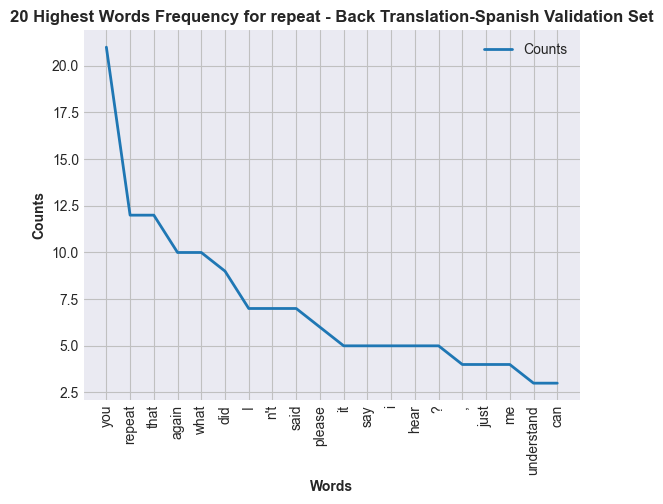 20 Highest Words Frequency for repeat - Back Translation-Spanish Validation Set
Counts
20.0
17.5
15.0
12.5
10.0
7.5
5.0
2.5
Counts
you
repeat
that
again
what
did
I
n't
said
please
it
say
i
hear
?
,
just
me
understand
can
Words